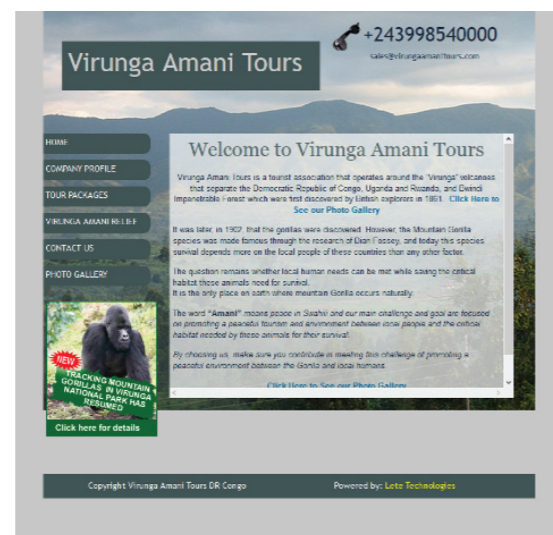 +243998540000
sales@virungaamanitours.com
Virunga Amani Tours
HOME
COMPANY PROFILE
TOUR PACKAGES
VIRUNGA AMANI RELIEF
CONTACT US
PHOTO GALLERY
NEW
TRACKING MOUNTAIN
GORILLAS IN VIRUNGA
NATIONAL PARK HAS
RESUMED
Click here for details
Welcome to Virunga Amani Tours
Virunga Amani Tours is a tourist association that operates around the "Virunga" volcanoes
that separate the Democratic Republic of Congo, Uganda and Rwanda, and Bwindi
Impenetrable Forest which were first discovered by British explorers in 1861. Click Here to
See our Photo Gallery
It was later, in 1902, that the gorillas were discovered. However, the Mountain Gorilla
species was made famous through the research of Dian Fossey, and today this species
survival depends more on the local people of these countries than any other factor.
The question remains whether local human needs can be met while saving the critical
habitat these animals need for survival.
It is the only place on earth where mountain Gorilla occurs naturally.
The word "Amani" means peace in Swahili and our main challenge and goal are focused
on promoting a peaceful tourism and environment between local people and the critical
habitat needed by these animals for their survival.
By choosing us, make sure you contribute in meeting this challenge of promoting a
peaceful environment between the Gorilla and local humans.
Click Here to See our Photo Gallery
Copyright Virunga Amani Tours DR Congo
Powered by: Lete Technologies